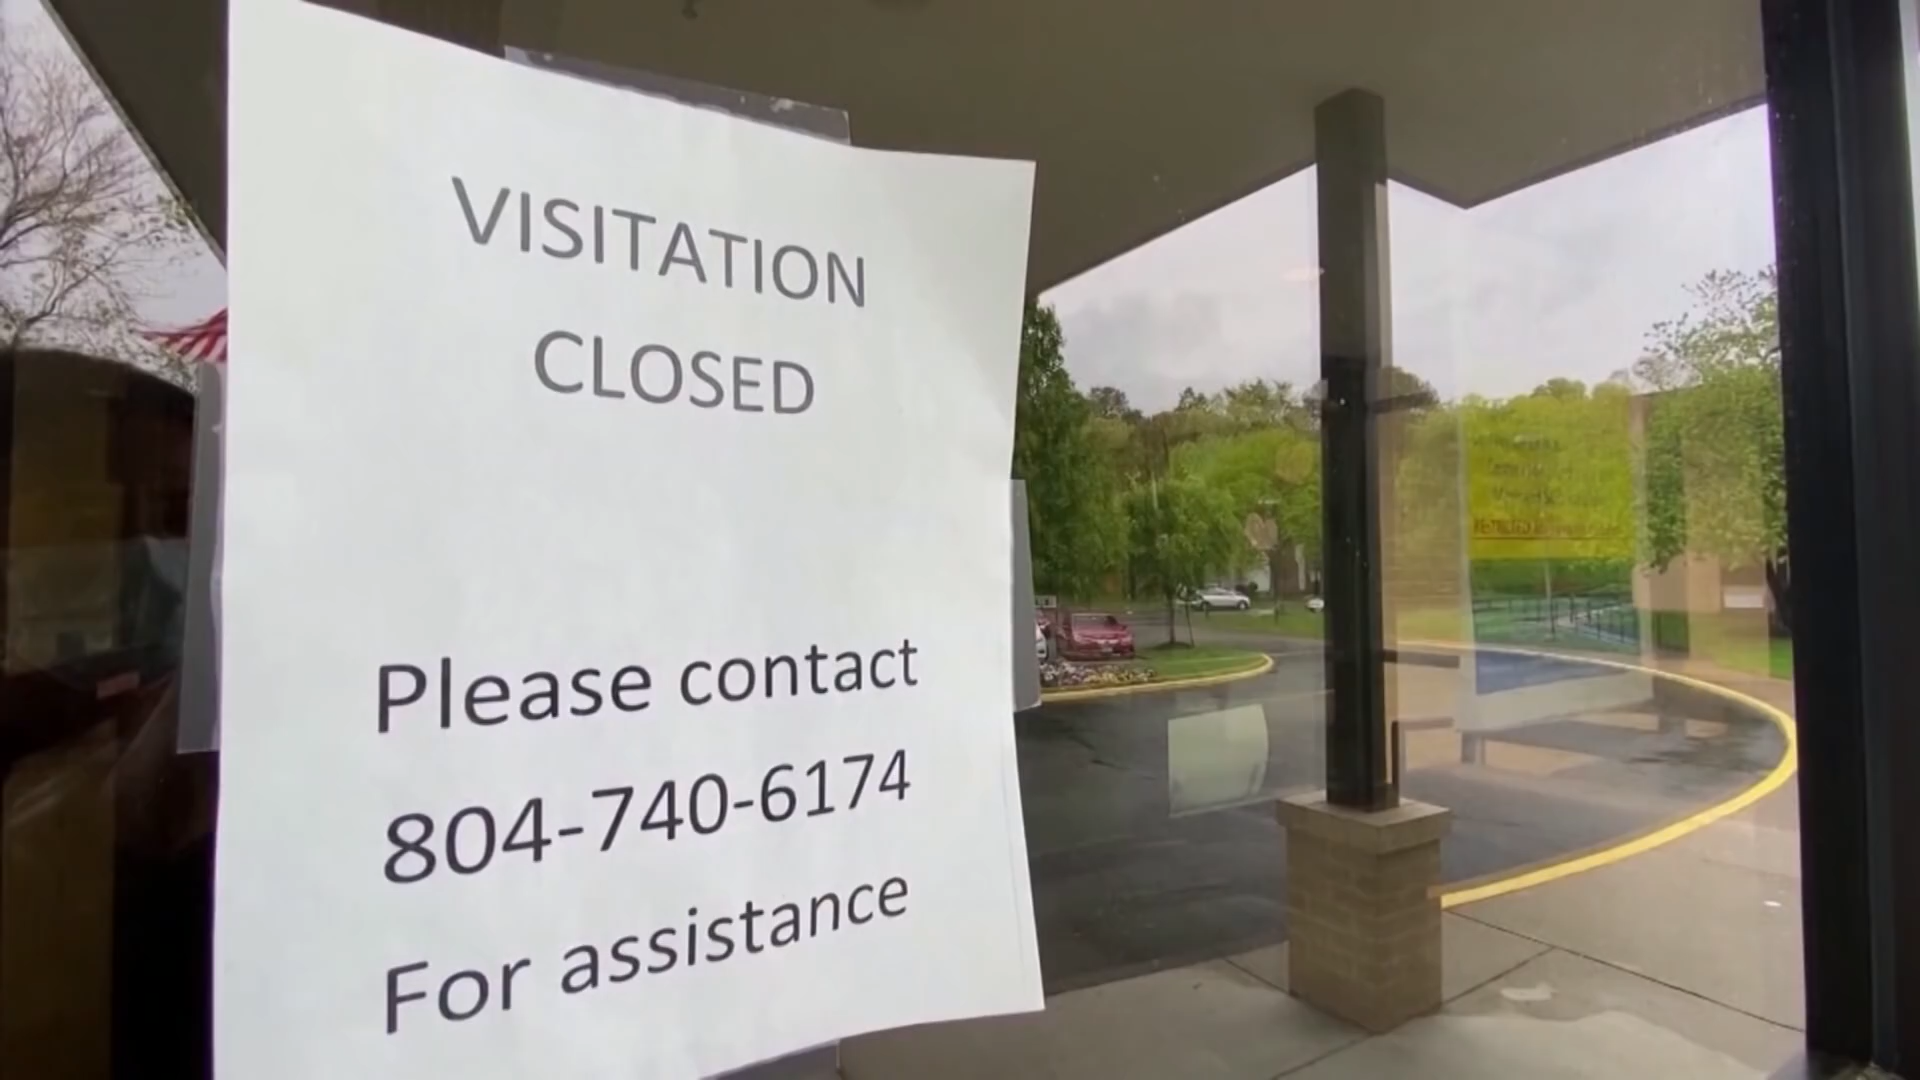 VISITATION
CLOSED
Please contact
804-740-6174
For assistance